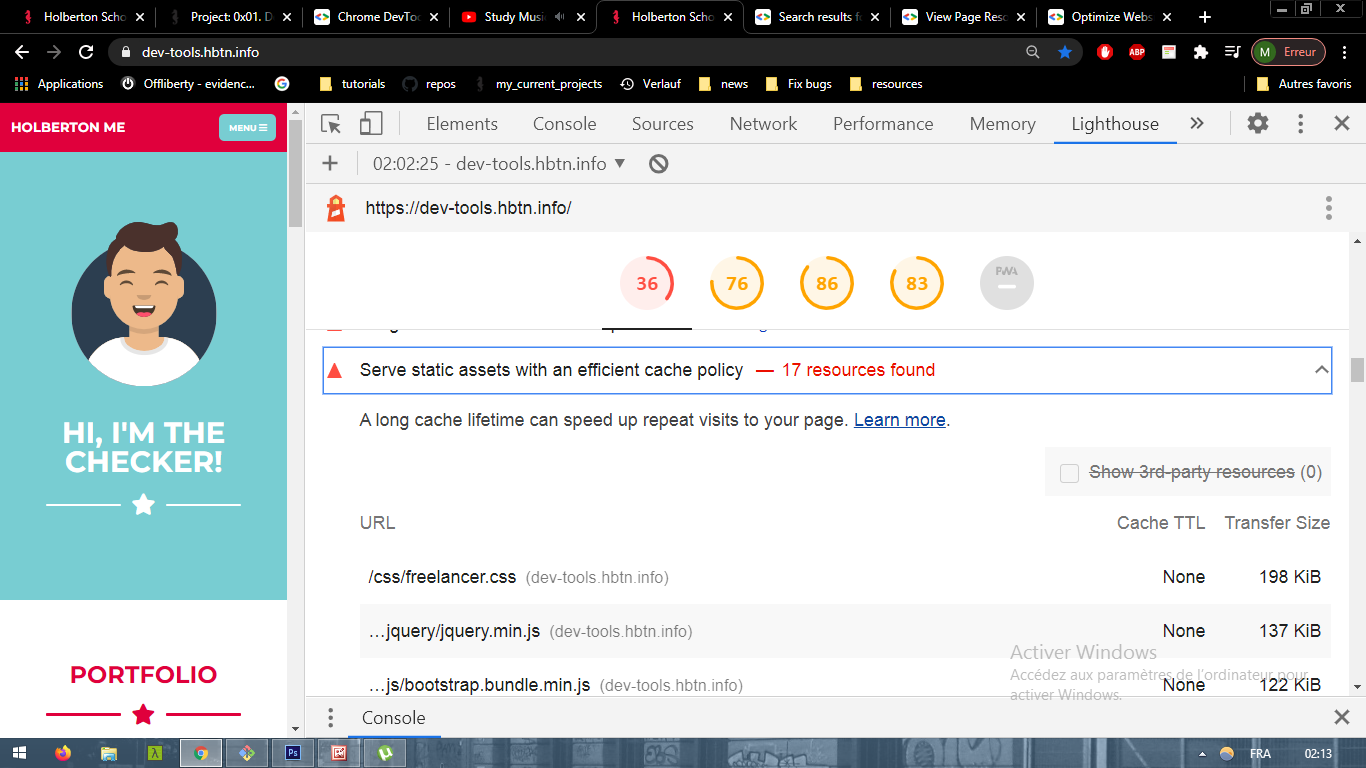 Holberton Scho
Project: 0x01. D
Chrome DevToo
Study Music
Holberton Scho
Search results fo
View Page Reso
Optimize Webs
dev-tools.hbtn.info
ABP
M Erreur
Applications
Offliberty - evidenc...
tutorials
repos
my_current_projects
Verlauf
news
Fix bugs
resources
Autres favoris
HOLBERTON ME
MENU
HI, I'M THE
CHECKER!
PORTFOLIO
Elements
Console
Sources
Network
Performance
Memory
Lighthouse
02:02:25 - dev-tools.hbtn.info
https://dev-tools.hbtn.info/
36
76
86
83
PWA
Serve static assets with an efficient cache policy — 17 resources found
A long cache lifetime can speed up repeat visits to your page. Learn more.
Show 3rd-party resources (0)
URL
Cache TTL
Transfer Size
/css/freelancer.css (dev-tools.hbtn.info)
None
198 KiB
…jquery/jquery.min.js (dev-tools.hbtn.info)
None
137 KiB
…js/bootstrap.bundle.min.js (dev-tools.hbtn.info)
None
122 KiB
Activer Windows
Accédez aux paramètres de l'ordinateur pour
activer Windows.
Console
Ps
FRA
02:13